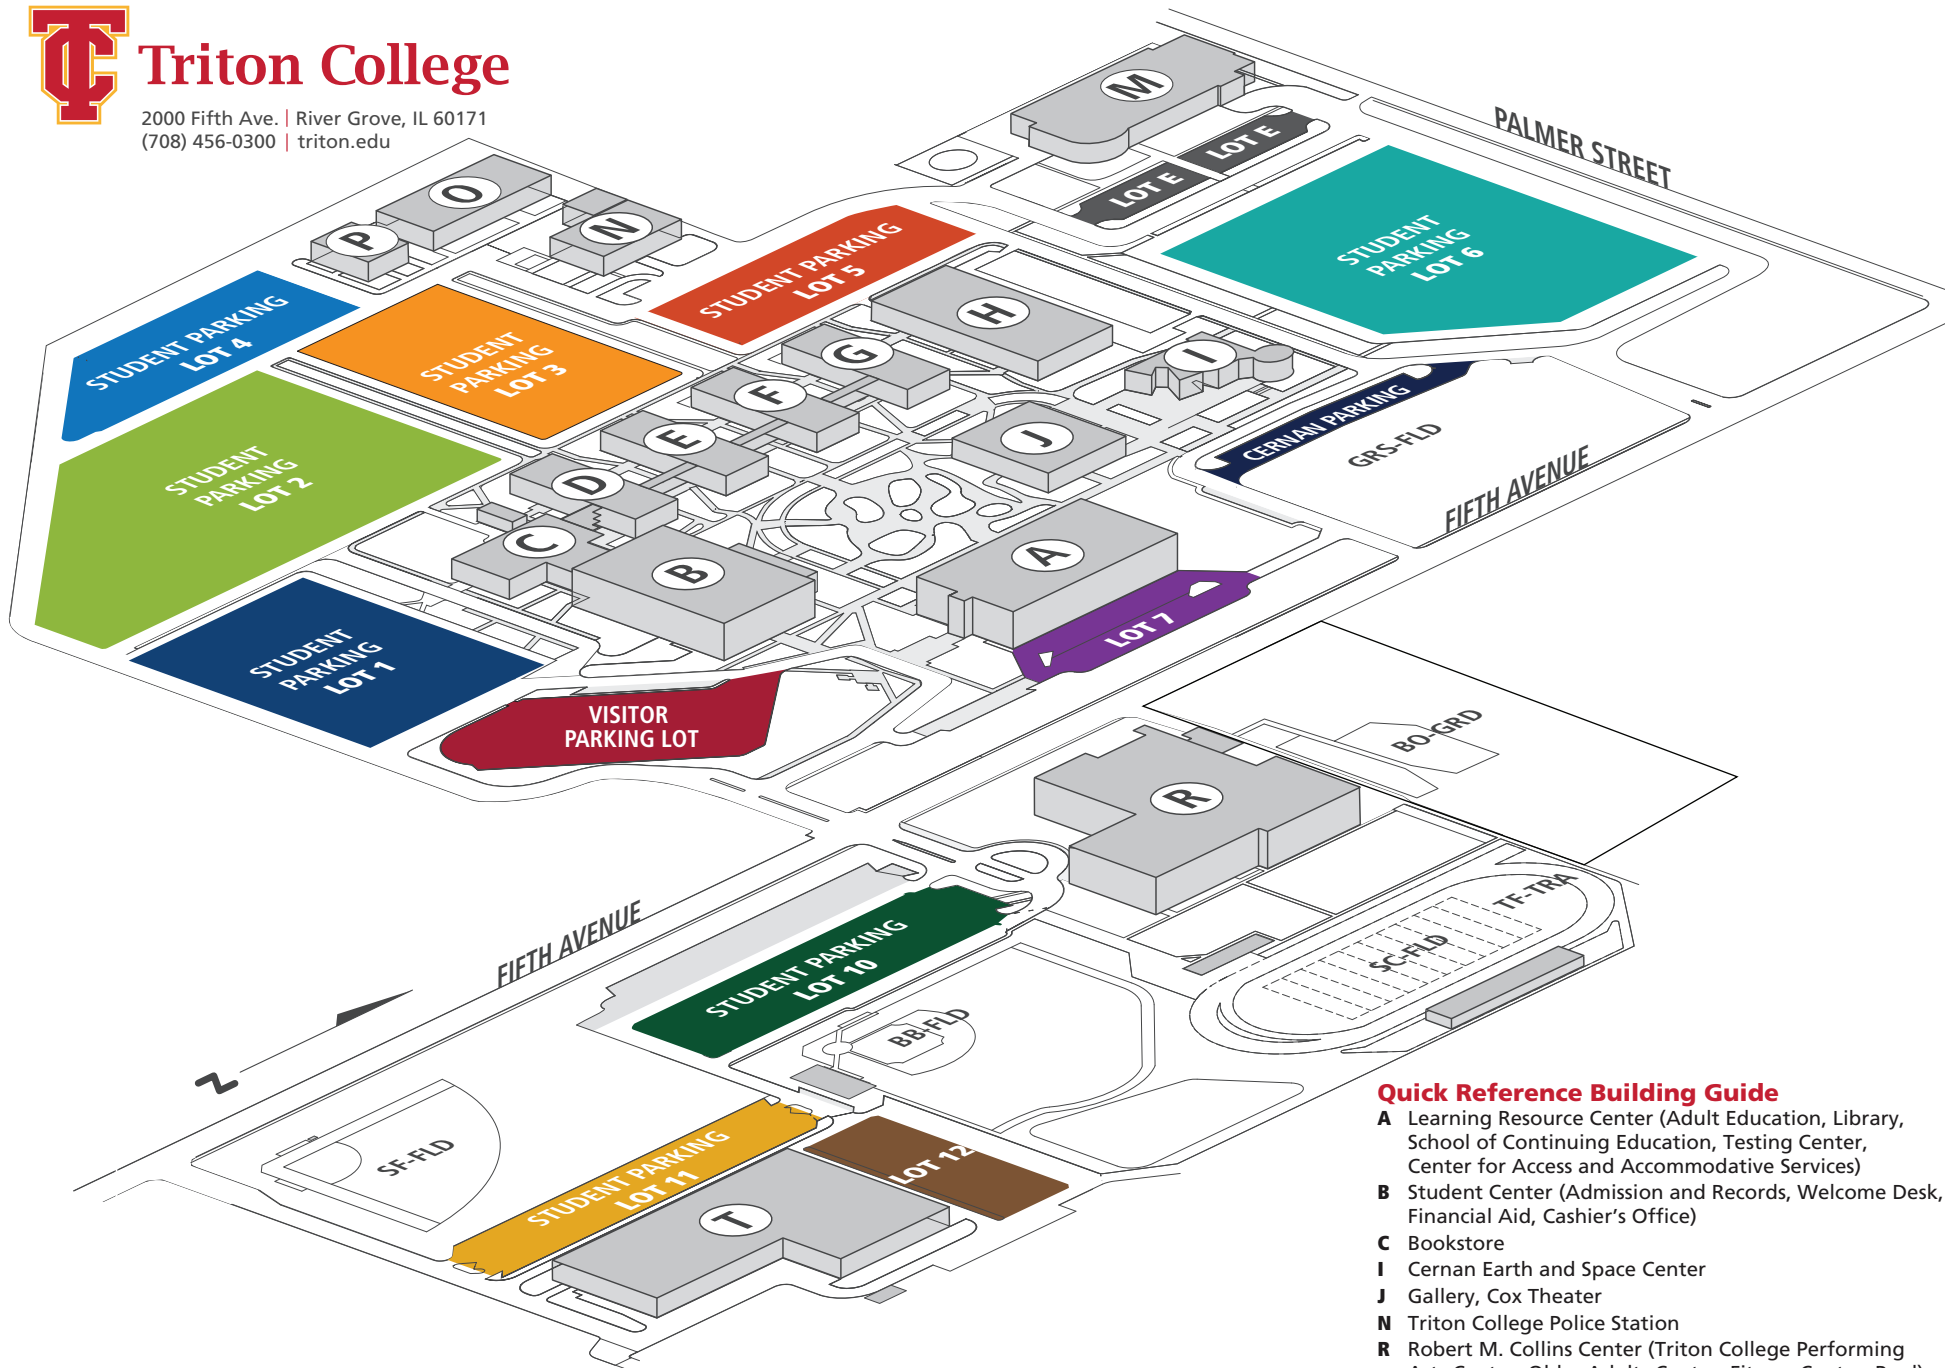 TC
Triton College
2000 Fifth Ave. | River Grove, IL 60171
(708) 456-0300 | triton.edu
M
LOT E
LOT E
PALMER STREET
O
P
N
STUDENT PARKING
LOT 5
STUDENT
PARKING
LOT 6
STUDENT PARKING
LOT 4
STUDENT
PARKING
LOT 3
H
G
I
F
E
J
CERNAN PARKING
GRS-FLD
FIFTH AVENUE
STUDENT
PARKING
LOT 2
D
C
B
A
LOT 7
STUDENT
PARKING
LOT 1
VISITOR
PARKING LOT
BO-GRD
R
TF-TRA
SC-FLD
FIFTH AVENUE
STUDENT PARKING
LOT 10
BB-FLD
N
SF-FLD
STUDENT PARKING
LOT 11
LOT 12
T
Quick Reference Building Guide
A Learning Resource Center (Adult Education, Library,
School of Continuing Education, Testing Center,
Center for Access and Accommodative Services)
B Student Center (Admission and Records, Welcome Desk,
Financial Aid, Cashier's Office)
C Bookstore
I Cernan Earth and Space Center
J Gallery, Cox Theater
N Triton College Police Station
R Robert M. Collins Center (Triton College Performing